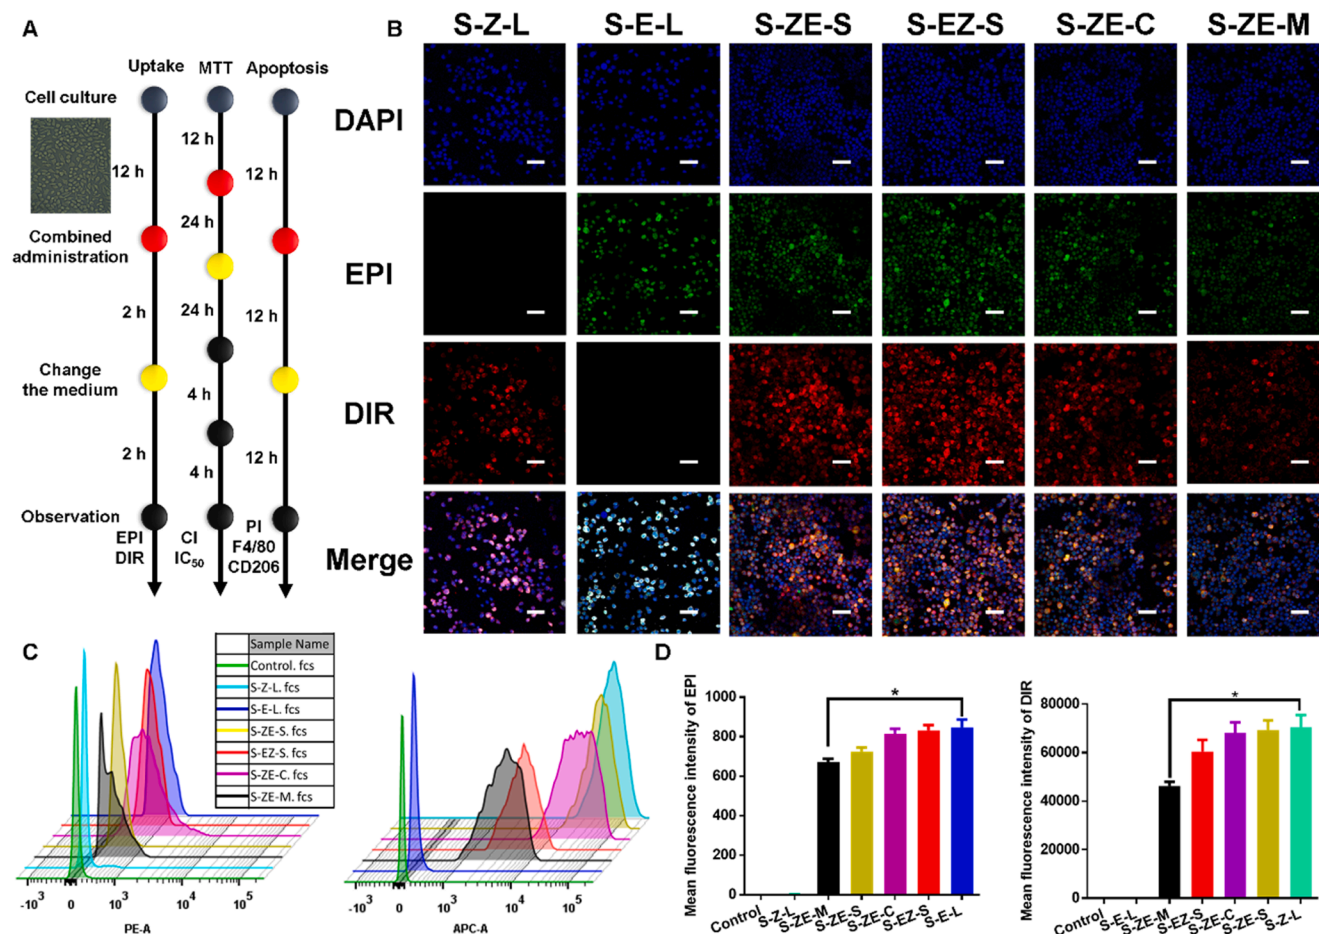 A
Uptake
MTT
Apoptosis
Cell culture
12 h
12 h
12 h
24 h
Combined
administration
2 h
24 h
12 h
Change
the medium
4 h
2 h
4 h
12 h
Observation
EPI
DIR
CI
IC50
PI
F4/80
CD206
B
S-Z-L
S-E-L
S-ZE-S
S-EZ-S
S-ZE-C
S-ZE-M
DAPI
EPI
DIR
Merge
C
Sample Name
Control. fcs
S-Z-L. fcs
S-E-L. fcs
S-ZE-S. fcs
S-EZ-S. fcs
S-ZE-C. fcs
S-ZE-M. fcs
-10³ 0 10³ 10⁴ 10⁵
PE-A
-10³ 0 10³ 10⁴ 10⁵
APC-A
D
Mean fluorescence intensity of EPI
1000
800
600
400
200
0
*
Control
S-Z-L
S-ZE-M
S-ZE-S
S-ZE-C
S-EZ-S
S-E-L
Mean fluorescence intensity of DIR
80000
60000
40000
20000
0
*
Control
S-E-L
S-ZE-M
S-EZ-S
S-ZE-C
S-ZE-S
S-Z-L